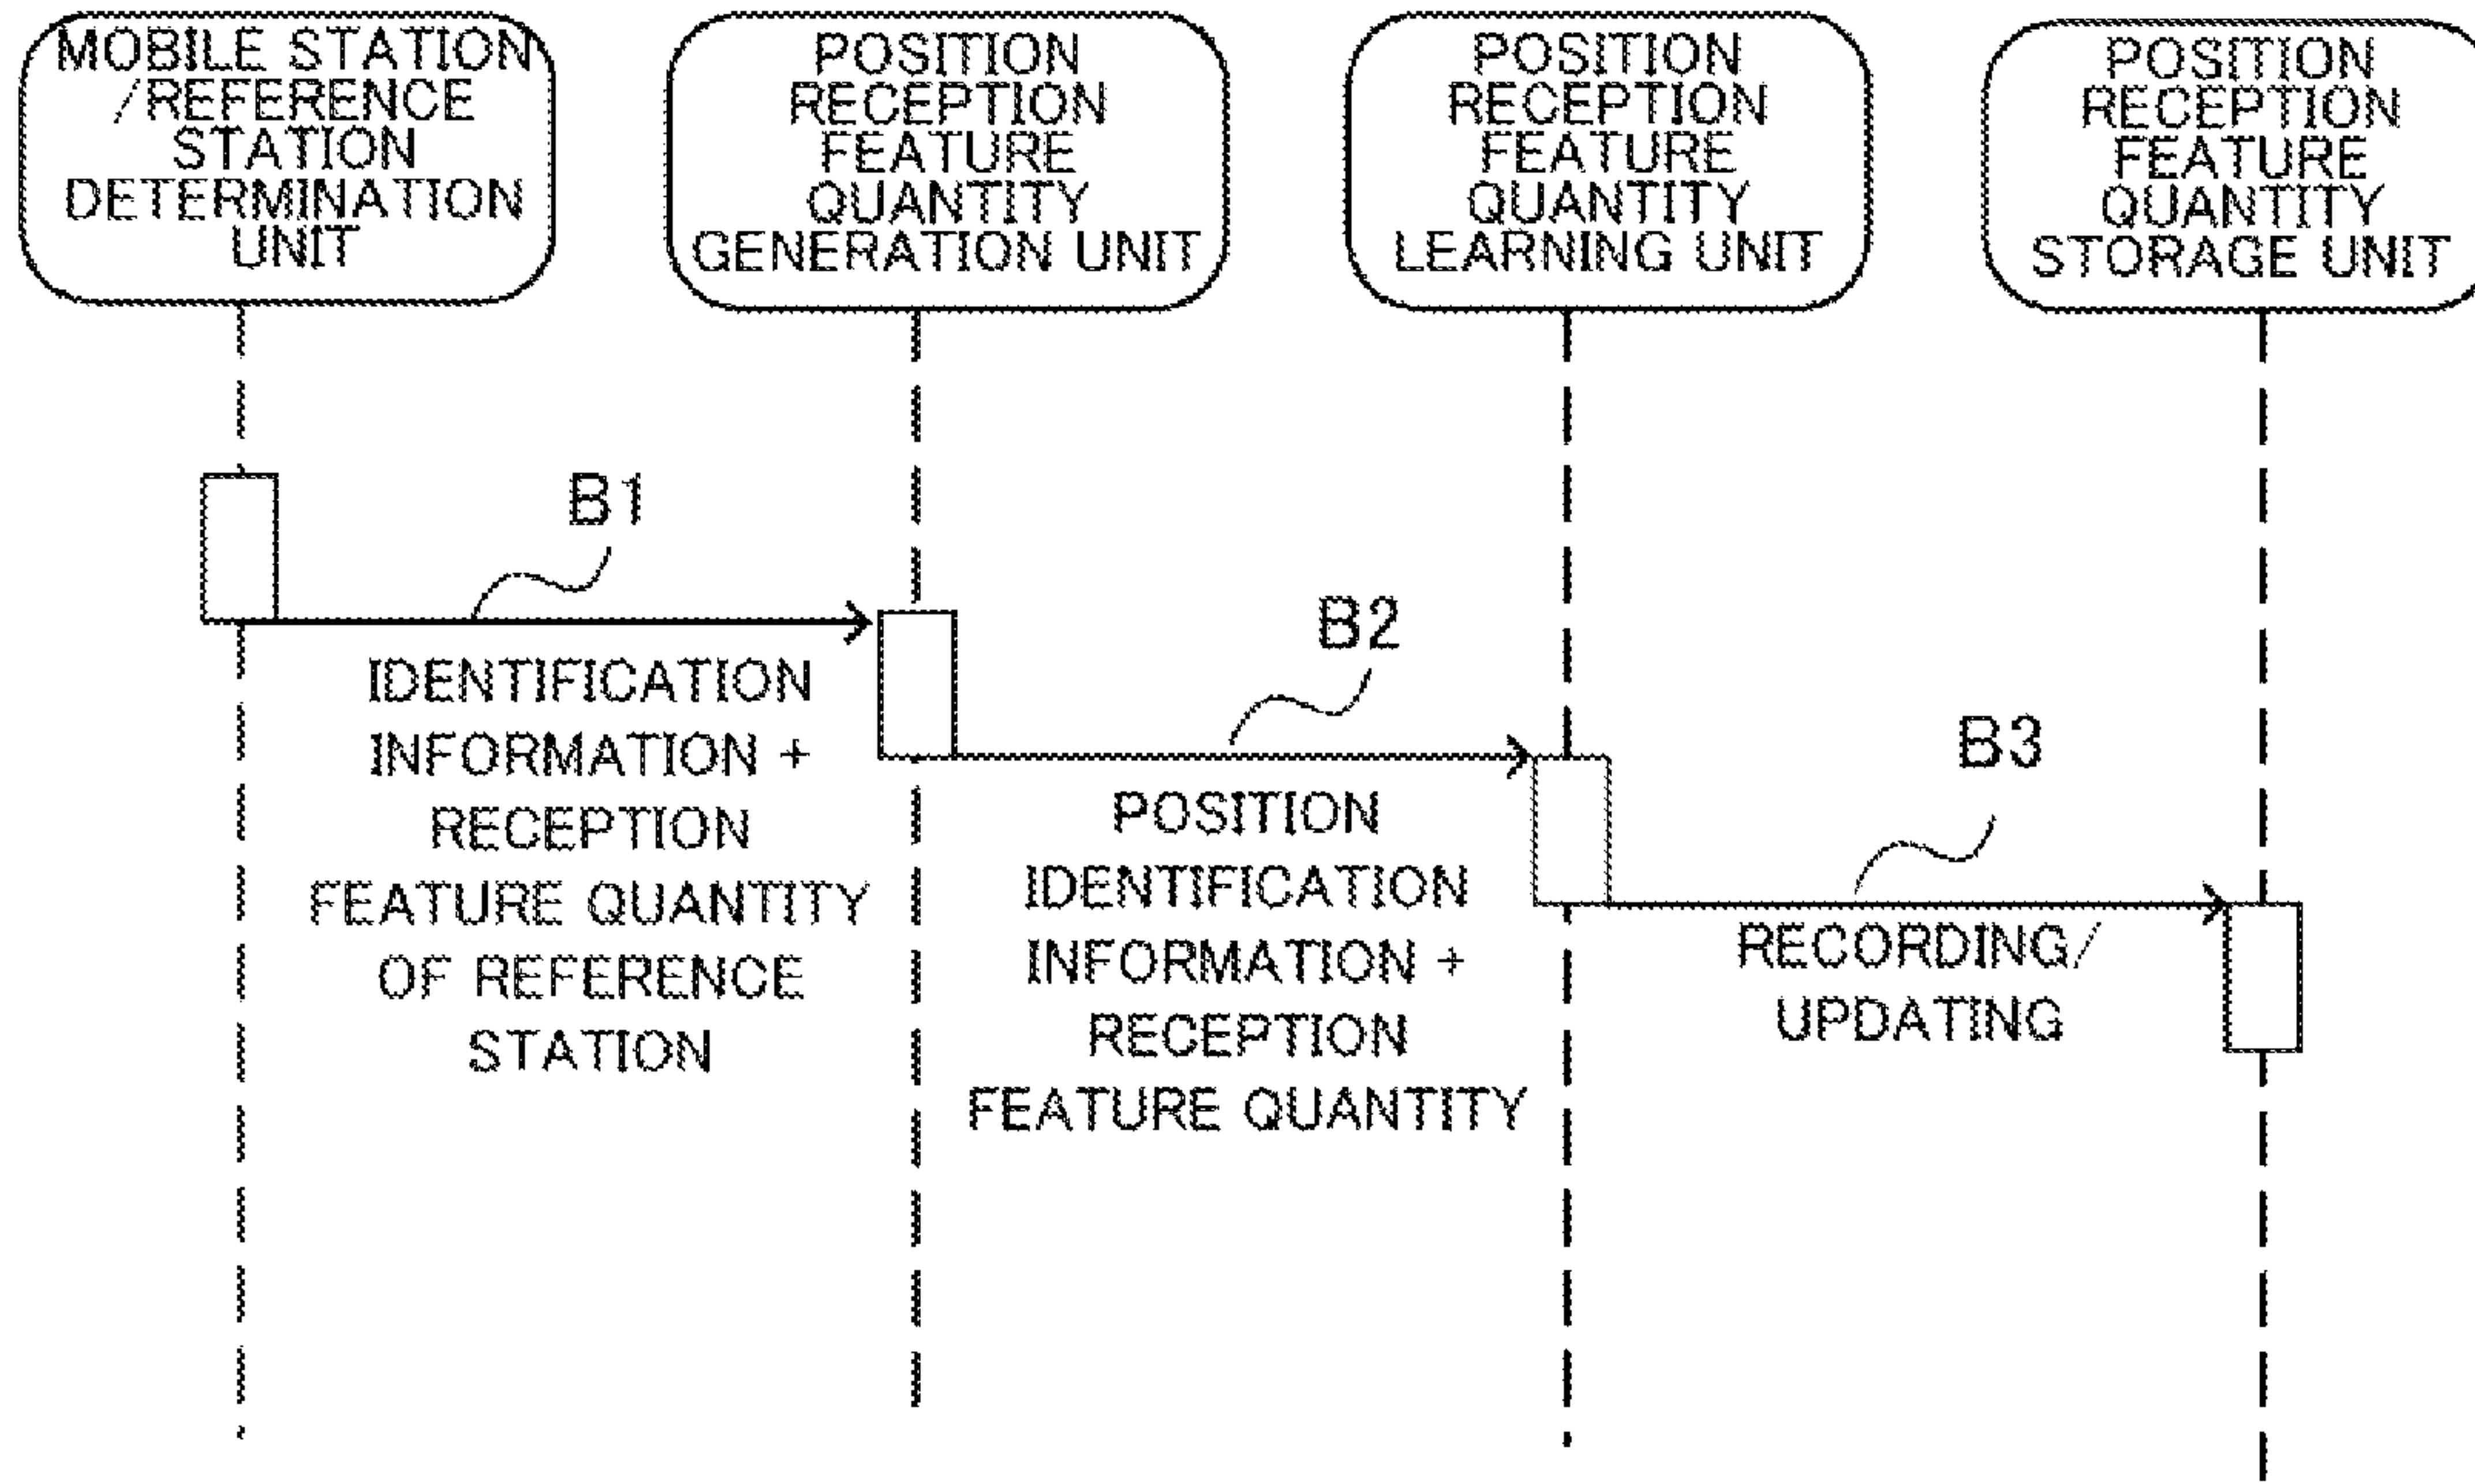 MOBILE STATION
/REFERENCE
STATION
DETERMINATION
UNIT
POSITION
RECEPTION
FEATURE
QUANTITY
GENERATION UNIT
POSITION
RECEPTION
FEATURE
QUANTITY
LEARNING UNIT
POSITION
RECEPTION
FEATURE
QUANTITY
STORAGE UNIT
B1
IDENTIFICATION
INFORMATION +
RECEPTION
FEATURE QUANTITY
OF REFERENCE
STATION
B2
POSITION
IDENTIFICATION
INFORMATION +
RECEPTION
FEATURE QUANTITY
B3
RECORDING/
UPDATING